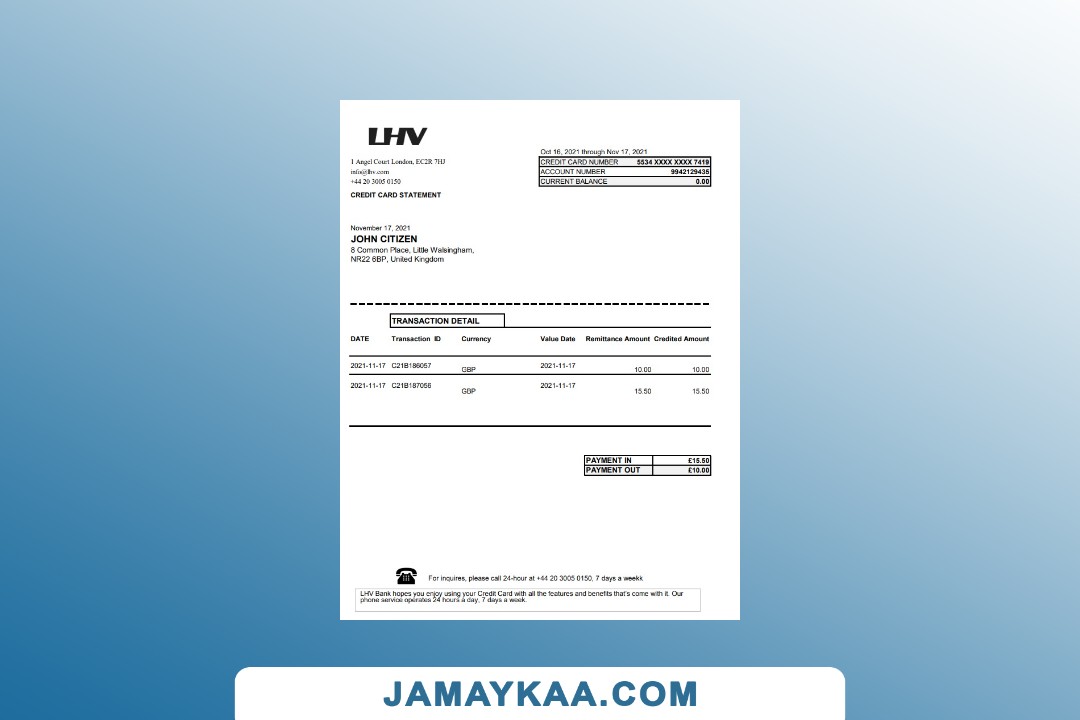 LHV
1 Angel Court London, EC2R 7HJ
info@lhv.com
+44 20 3005 0150
CREDIT CARD STATEMENT
Oct 16, 2021 through Nov 17, 2021
CREDIT CARD NUMBER 5534 XXXX XXXX 7419
ACCOUNT NUMBER 9942129435
CURRENT BALANCE 0.00
November 17, 2021
JOHN CITIZEN
8 Common Place, Little Walsingham,
NR22 6BP, United Kingdom
TRANSACTION DETAIL
DATE Transaction ID Currency Value Date Remittance Amount Credited Amount
2021-11-17 C21B186057 GBP 2021-11-17 10.00 10.00
2021-11-17 C21B187056 GBP 2021-11-17 15.50 15.50
PAYMENT IN £15.50
PAYMENT OUT £10.00
For inquires, please call 24-hour at +44 20 3005 0150, 7 days a weekk
LHV Bank hopes you enjoy using your Credit Card with all the features and benefits that's come with it. Our
phone service operates 24 hours a day, 7 days a week.
JAMAYKAA.COM